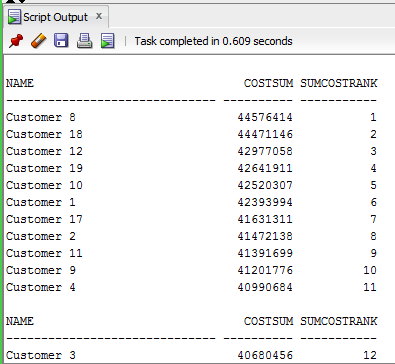 Script Output x
Task completed in 0.609 seconds
NAME COSTSUM SUMCOSTRANK
------------------------------ ---------- -----------
Customer 8 44576414 1
Customer 18 44471146 2
Customer 12 42977058 3
Customer 19 42641911 4
Customer 10 42520307 5
Customer 1 42393994 6
Customer 17 41631311 7
Customer 2 41472138 8
Customer 11 41391699 9
Customer 9 41201776 10
Customer 4 40990684 11
NAME COSTSUM SUMCOSTRANK
------------------------------ ---------- -----------
Customer 3 40680456 12